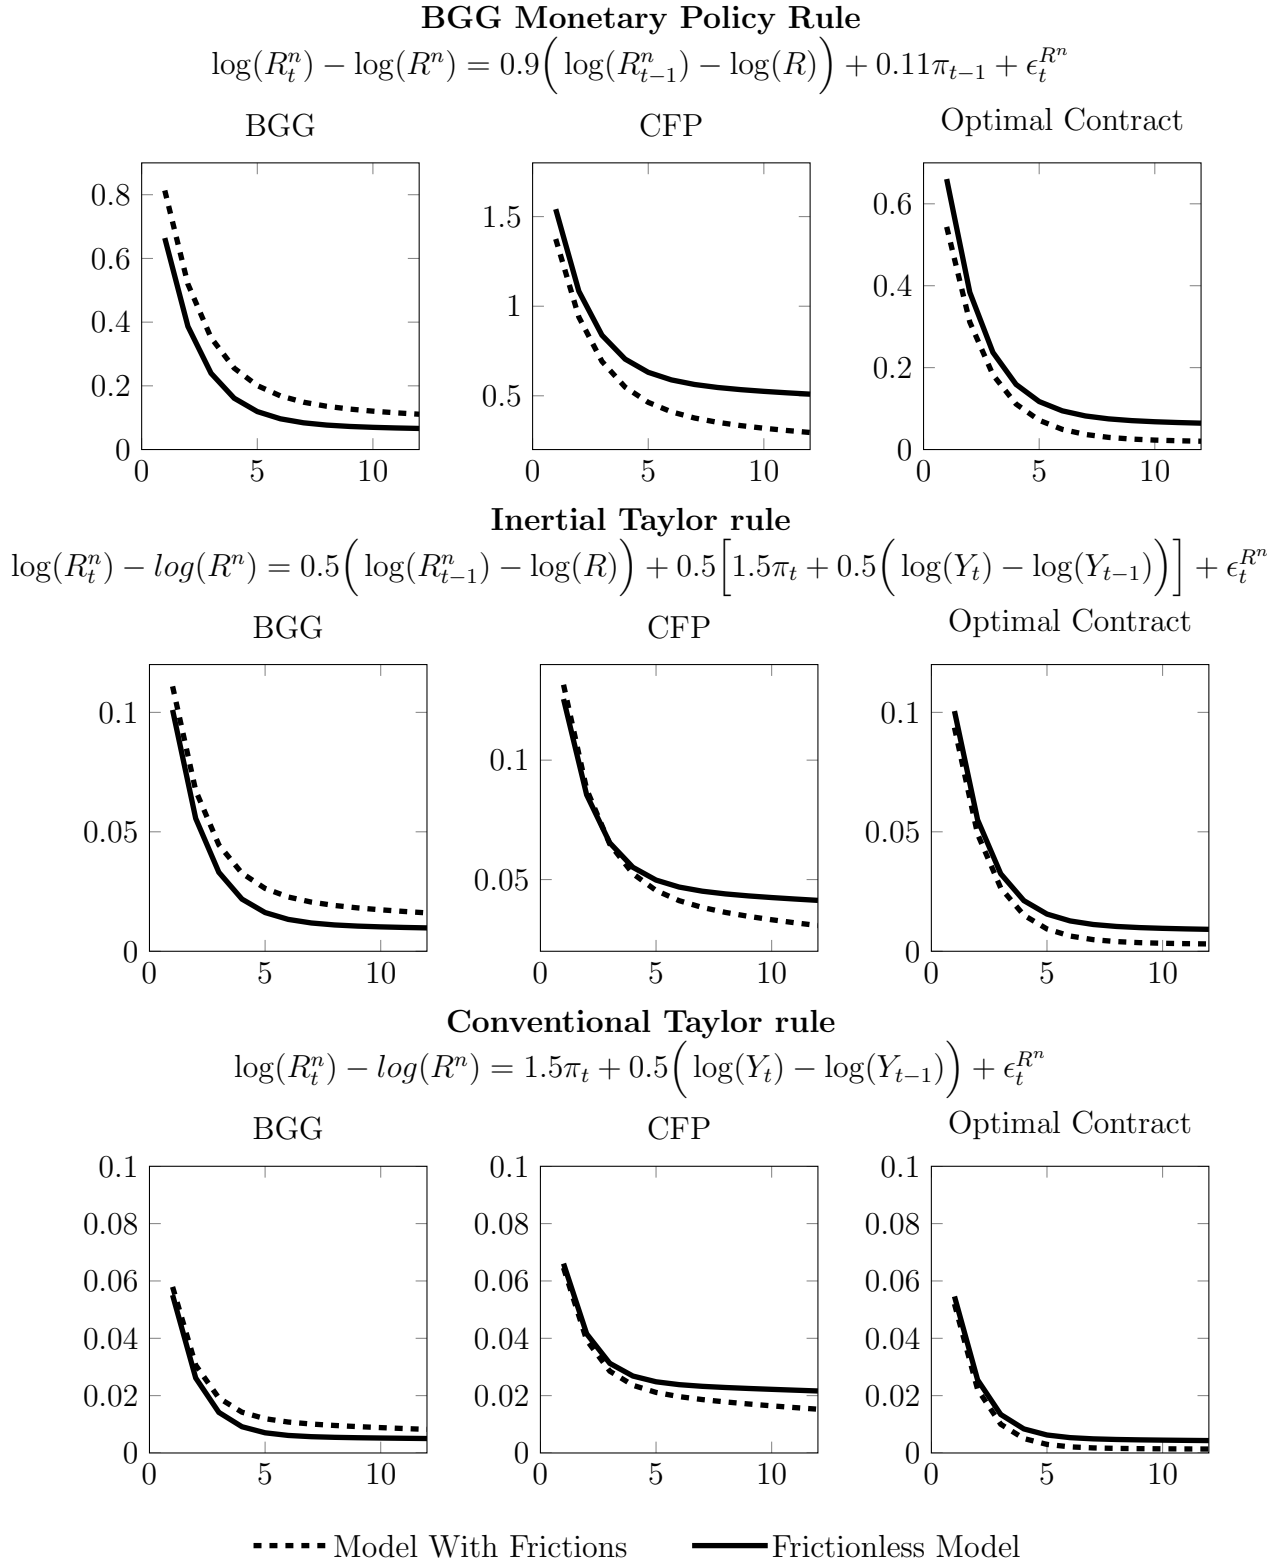 BGG Monetary Policy Rule
log(R_t^n) − log(R^n) = 0.9( log(R_{t−1}^n) − log(R)) + 0.11π_{t−1} + ϵ_t^{R^n}
BGG CFP Optimal Contract
0.8 1.5 0.6
0.6 1 0.4
0.4 0.5 0.2
0.2
0 0
0 5 10 0 5 10 0 5 10
Inertial Taylor rule
log(R_t^n) − log(R^n) = 0.5( log(R_{t−1}^n) − log(R)) + 0.5[1.5π_t + 0.5( log(Y_t) − log(Y_{t−1}))] + ϵ_t^{R^n}
BGG CFP Optimal Contract
0.1 0.1 0.1
0.05 0.05 0.05
0 0
0 5 10 0 5 10 0 5 10
Conventional Taylor rule
log(R_t^n) − log(R^n) = 1.5π_t + 0.5( log(Y_t) − log(Y_{t−1})) + ϵ_t^{R^n}
BGG CFP Optimal Contract
0.1 0.1 0.1
0.08 0.08 0.08
0.06 0.06 0.06
0.04 0.04 0.04
0.02 0.02 0.02
0 0 0
0 5 10 0 5 10 0 5 10
Model With Frictions Frictionless Model